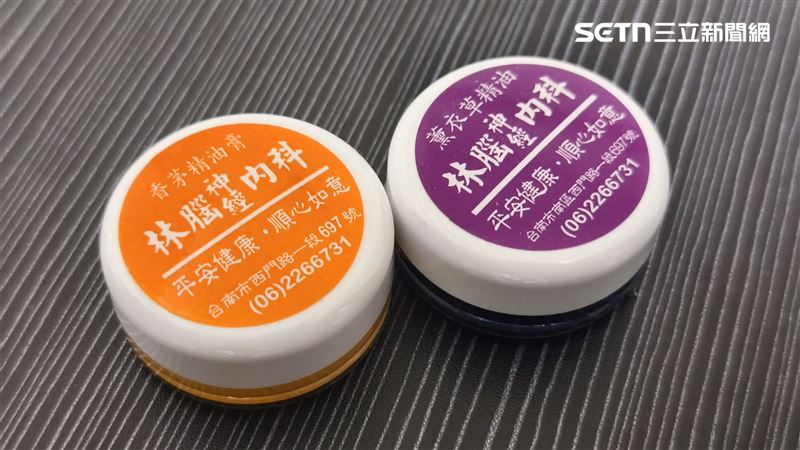 SETN三立新聞網
香茅精油膏
林腦神經內科
平安健康·順心如意
台南市西門路一段697號
(06)2266731
薰衣草精油
林腦神經內科
平安健康·順心如意
台南市南區西門路一段697號
(06)2266731